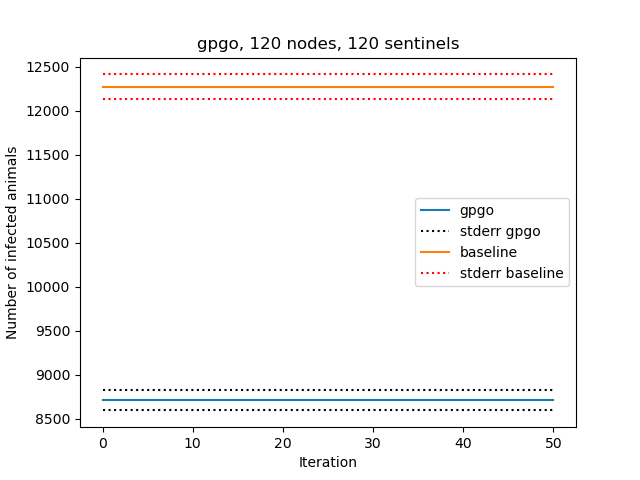 gpgo, 120 nodes, 120 sentinels
12500
12000
11500
11000
10500
10000
9500
9000
8500
Number of infected animals
gpgo
stderr gpgo
baseline
stderr baseline
0 10 20 30 40 50
Iteration